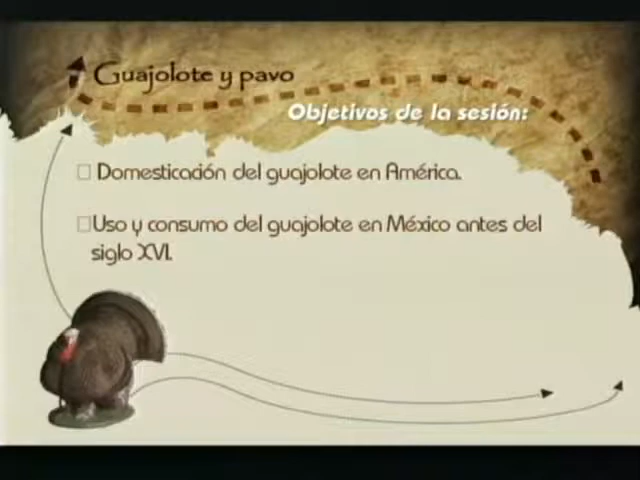 Guajolote y pavo
Objetivos de la sesión:
Domesticación del guajolote en América.
Uso y consumo del guajolote en México antes del
siglo XVI.